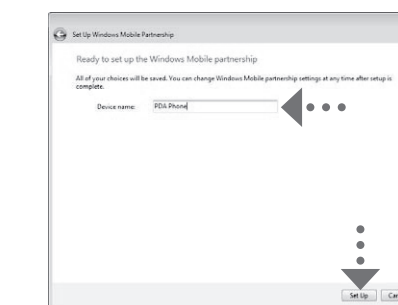 Set Up Windows Mobile Partnership
Ready to set up the Windows Mobile partnership
All of your choices will be saved. You can change Windows Mobile partnership settings at any time after setup is
complete.
Device name: PDA Phone
Set Up Can